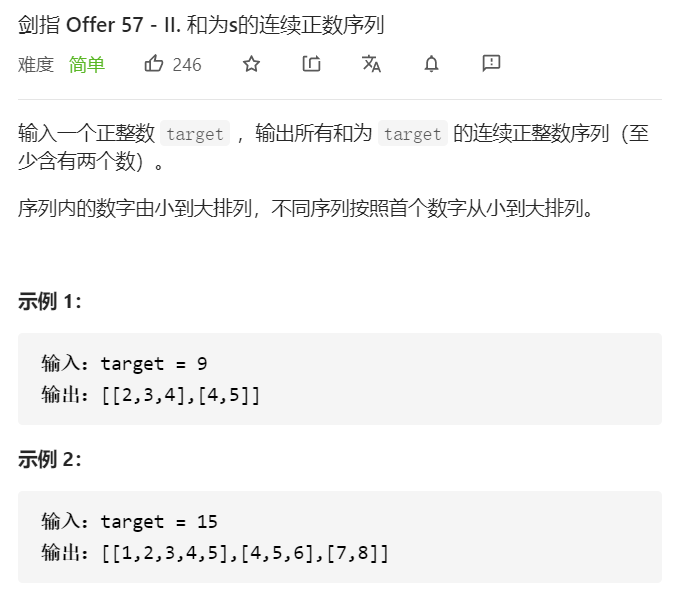 剑指 Offer 57 - II. 和为s的连续正数序列
难度 简单 246
输入一个正整数 target ，输出所有和为 target 的连续正整数序列（至
少含有两个数）。
序列内的数字由小到大排列，不同序列按照首个数字从小到大排列。
示例 1：
输入：target = 9
输出：[[2,3,4],[4,5]]
示例 2：
输入：target = 15
输出：[[1,2,3,4,5],[4,5,6],[7,8]]